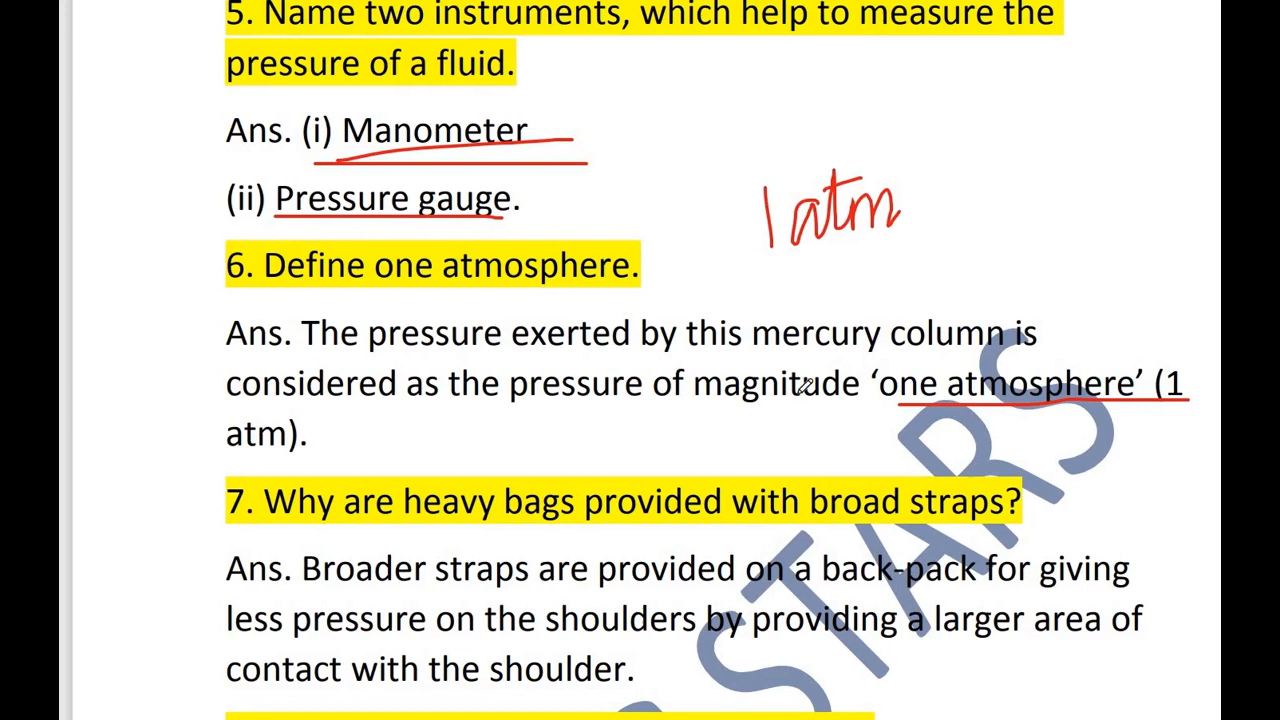 5. Name two instruments, which help to measure the
pressure of a fluid.
Ans. (i) Manometer
(ii) Pressure gauge.
1 atm
6. Define one atmosphere.
Ans. The pressure exerted by this mercury column is
considered as the pressure of magnitude ‘one atmosphere’ (1
atm).
7. Why are heavy bags provided with broad straps?
Ans. Broader straps are provided on a back-pack for giving
less pressure on the shoulders by providing a larger area of
contact with the shoulder.
STARS